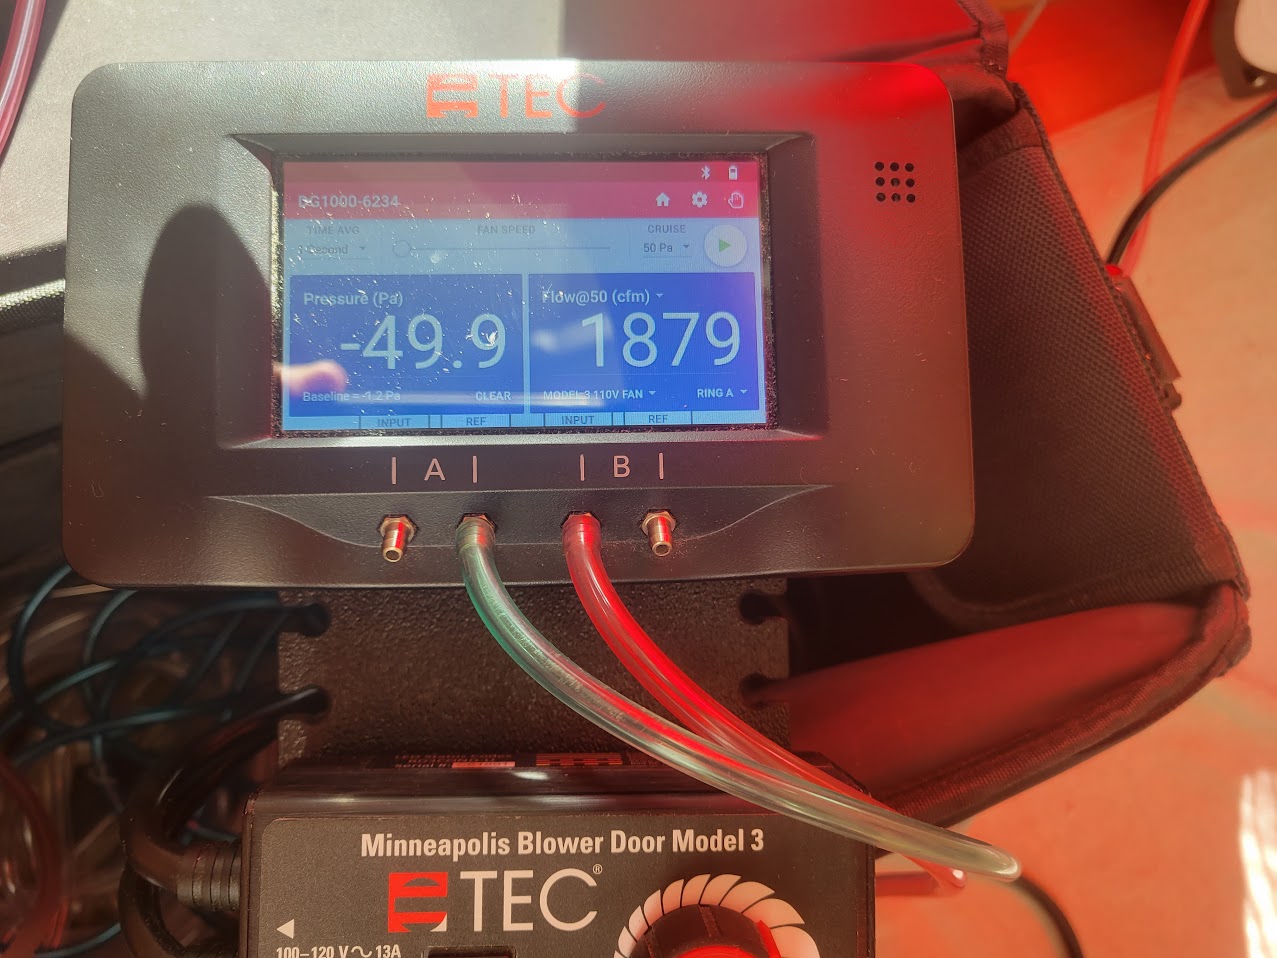 TEC
DG1000-6234
TIME AVG
FAN SPEED
CRUISE
1 second
50 Pa
Pressure (Pa)
-49.9
Flow@50 (cfm)
1879
Baseline = -1.2 Pa
CLEAR
MODEL 3 110V FAN
RING A
INPUT
REF
INPUT
REF
A
B
Minneapolis Blower Door Model 3
TEC®
100–120 V 13A